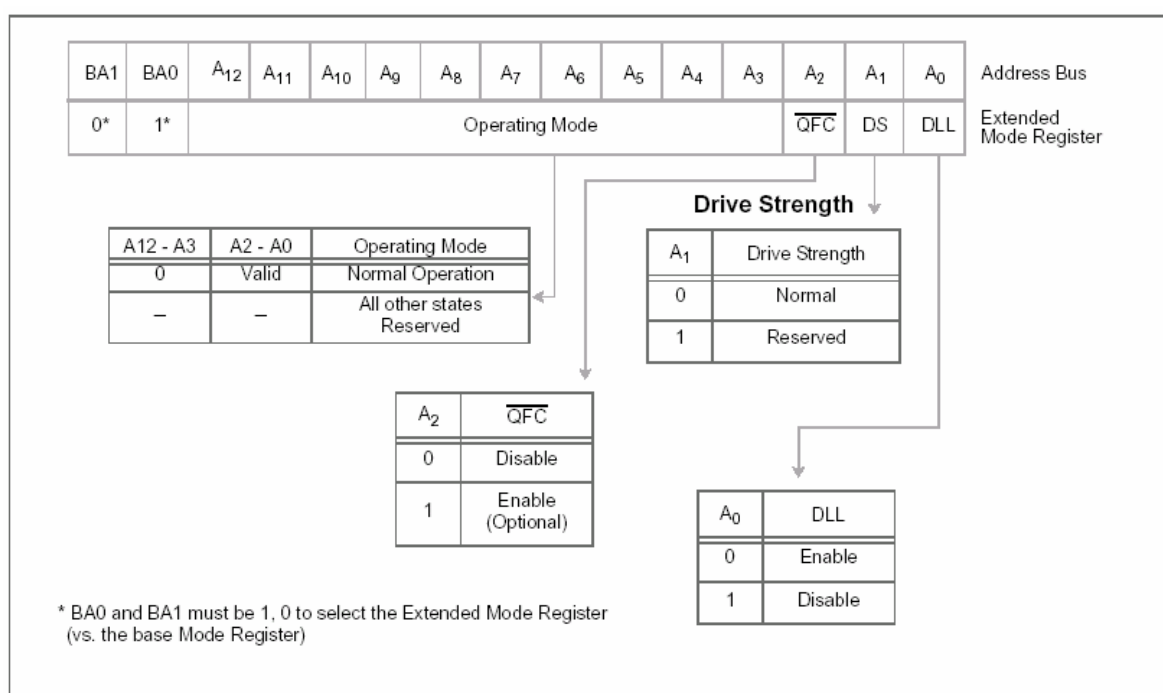 BA1 BA0 A12 A11 A10 A9 A8 A7 A6 A5 A4 A3 A2 A1 A0 Address Bus
0* 1* Operating Mode QFC DS DLL Extended
Mode Register
Drive Strength
A12 - A3 A2 - A0 Operating Mode
0 Valid Normal Operation
– – All other states
Reserved
A1 Drive Strength
0 Normal
1 Reserved
A2 QFC
0 Disable
1 Enable
(Optional)
A0 DLL
0 Enable
1 Disable
* BA0 and BA1 must be 1, 0 to select the Extended Mode Register
(vs. the base Mode Register)